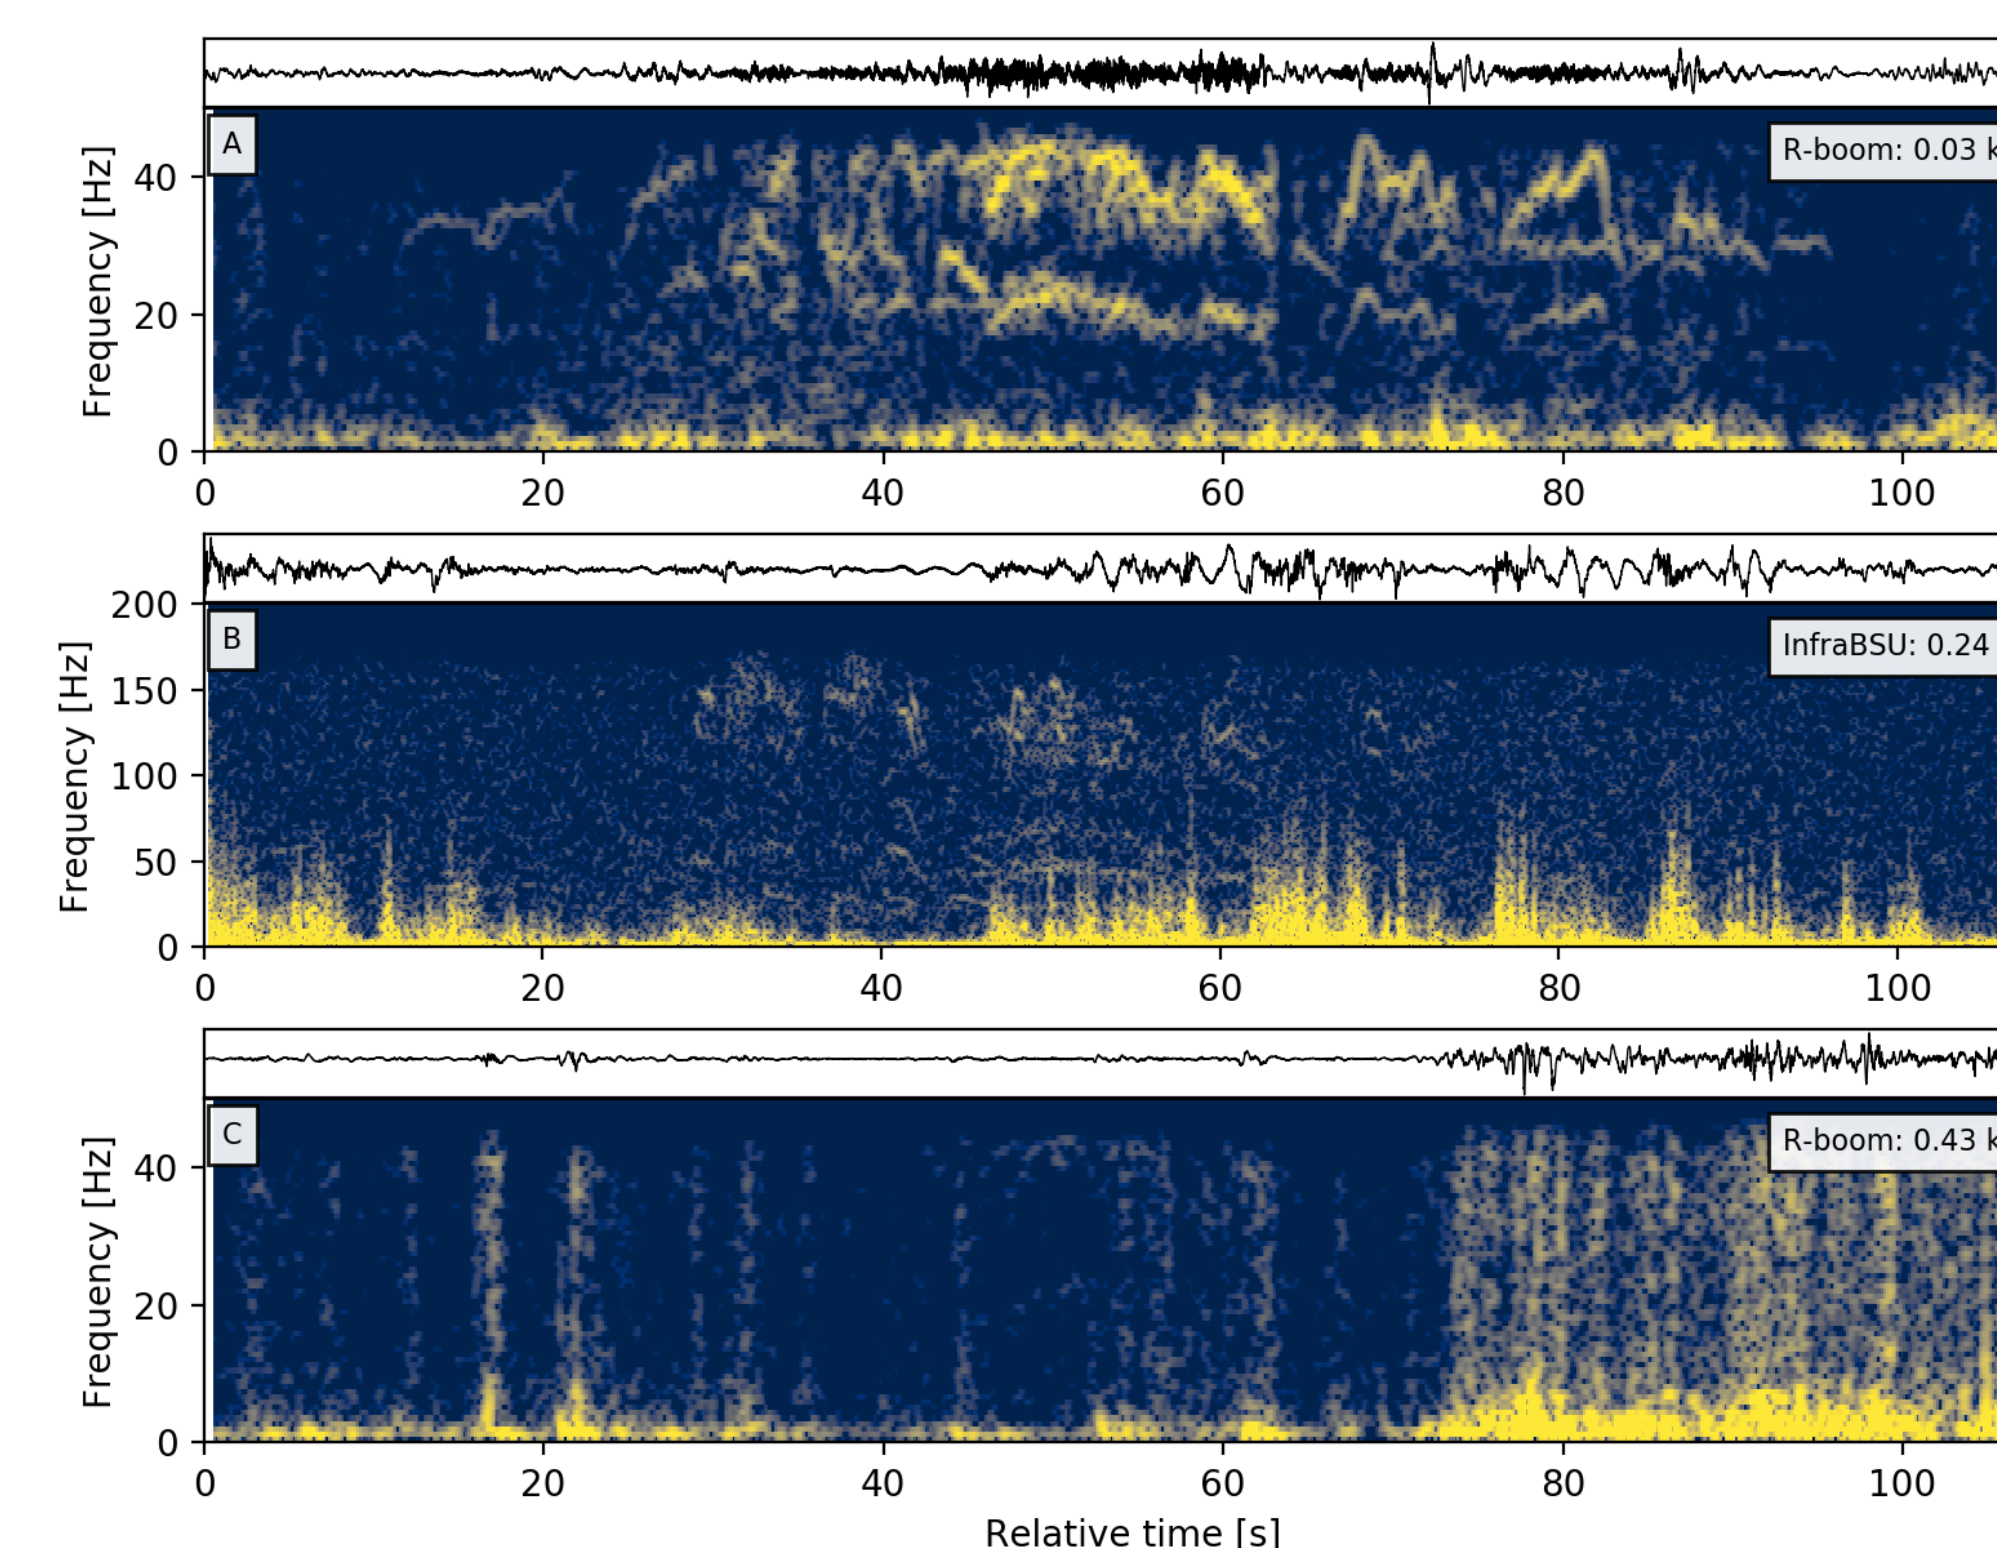 A
R-boom: 0.03 k
Frequency [Hz]
40
20
0
0 20 40 60 80 100
B
InfraBSU: 0.24
Frequency [Hz]
200
150
100
50
0
0 20 40 60 80 100
C
R-boom: 0.43 k
Frequency [Hz]
40
20
0
0 20 40 60 80 100
Relative time [s]